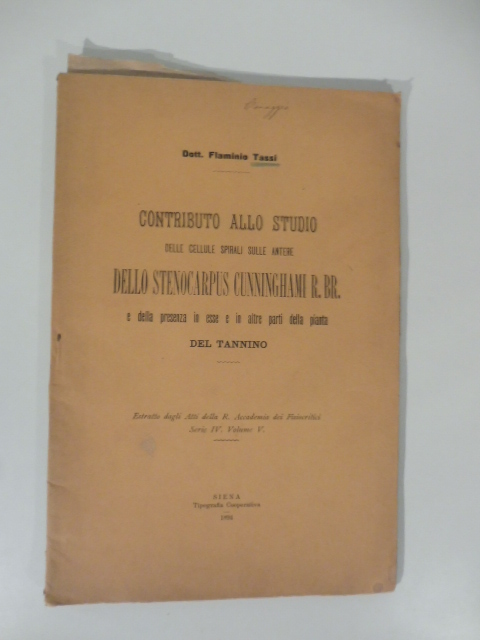 Omaggio
Dott. Flaminio Tassi
CONTRIBUTO ALLO STUDIO
DELLE CELLULE SPIRALI SULLE ANTERE
DELLO STENOCARPUS CUNNINGHAMI R. BR.
e della presenza in esse e in altre parti della pianta
DEL TANNINO
Estratto dagli Atti della R. Accademia dei Fisiocritici
Serie IV. Volume V.
SIENA
Tipografia Cooperativa